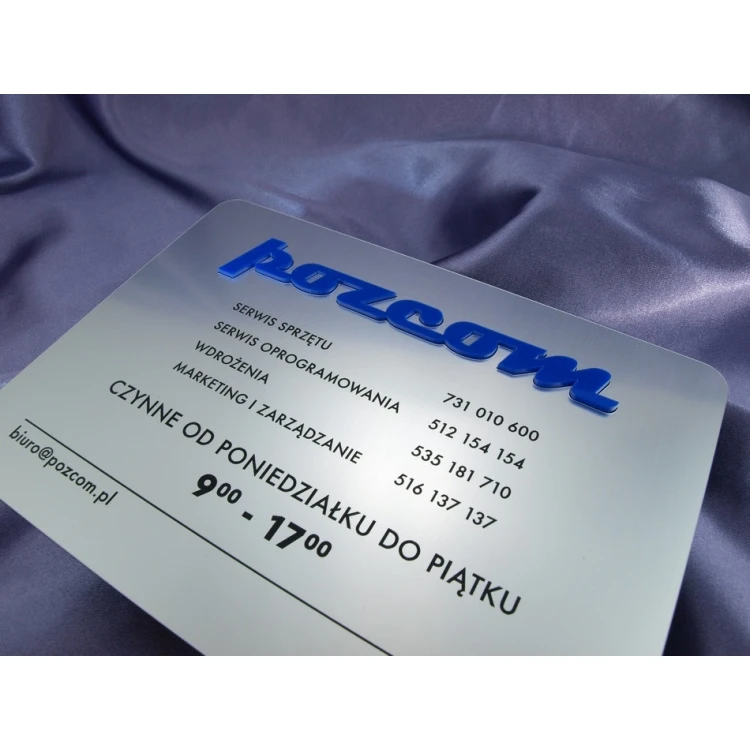 pozcom
SERWIS SPRZĘTU 731 010 600
SERWIS OPROGRAMOWANIA 512 154 154
WDROŻENIA 535 181 710
MARKETING I ZARZĄDZANIE 516 137 137
CZYNNE OD PONIEDZIAŁKU DO PIĄTKU
9⁰⁰ - 17⁰⁰
biuro@pozcom.pl